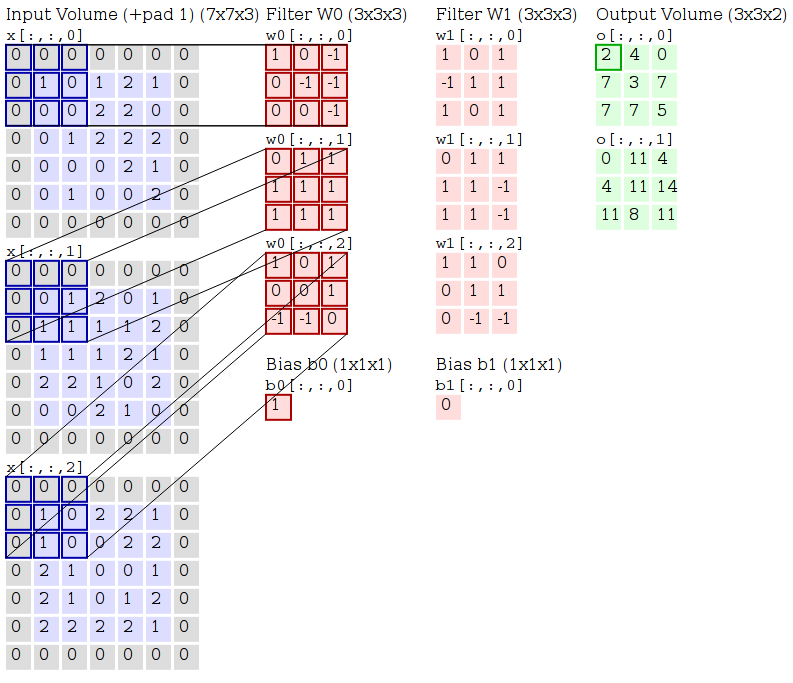 Input Volume (+pad 1) (7x7x3)
x[:,:,0]
0 0 0 0 0 0 0
0 1 0 1 2 1 0
0 0 0 2 2 0 0
0 0 1 2 2 2 0
0 0 0 0 2 1 0
0 0 1 0 0 2 0
0 0 0 0 0 0 0
x[:,:,1]
0 0 0 0 0 0 0
0 0 1 2 0 1 0
0 1 1 1 1 2 0
0 1 1 1 2 1 0
0 2 2 1 0 2 0
0 0 0 2 1 0 0
0 0 0 0 0 0 0
x[:,:,2]
0 0 0 0 0 0 0
0 1 0 2 2 1 0
0 1 0 0 2 2 0
0 2 1 0 0 1 0
0 2 1 0 1 2 0
0 2 2 2 2 1 0
0 0 0 0 0 0 0
Filter W0 (3x3x3)
w0[:,:,0]
1 0 -1
0 -1 -1
0 0 -1
w0[:,:,1]
0 1 1
1 1 1
1 1 1
w0[:,:,2]
1 0 1
0 0 1
-1 -1 0
Bias b0 (1x1x1)
b0[:,:,0]
1
Filter W1 (3x3x3)
w1[:,:,0]
1 0 1
-1 1 1
1 0 1
w1[:,:,1]
0 1 1
1 1 -1
1 1 -1
w1[:,:,2]
1 1 0
0 1 1
0 -1 -1
Bias b1 (1x1x1)
b1[:,:,0]
0
Output Volume (3x3x2)
o[:,:,0]
2 4 0
7 3 7
7 7 5
o[:,:,1]
0 11 4
4 11 14
11 8 11